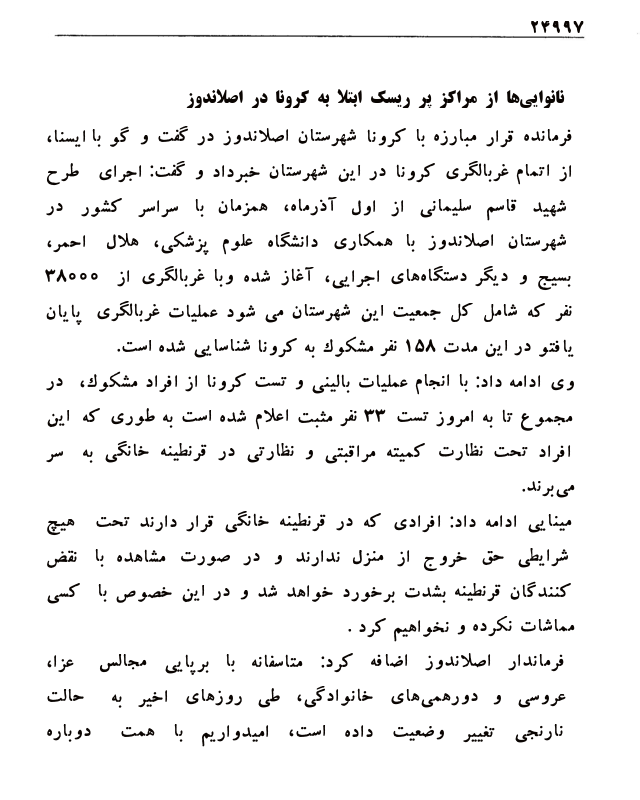 ۲۴۹۹۷
نانوایی‌ها از مراکز پر ریسک ابتلا به کرونا در اصلاندوز
فرمانده قرار مبارزه با کرونا شهرستان اصلاندوز در گفت و گو با ایسنا،
از اتمام غربالگری کرونا در این شهرستان خبرداد و گفت: اجرای طرح
شهید قاسم سلیمانی از اول آذرماه، همزمان با سراسر کشور در
شهرستان اصلاندوز با همکاری دانشگاه علوم پزشکی، هلال احمر،
بسیج و دیگر دستگاه‌های اجرایی، آغاز شده وبا غربالگری از ۳۸۰۰۰
نفر که شامل کل جمعیت این شهرستان می شود عملیات غربالگری پایان
یافتو در این مدت ۱۵۸ نفر مشکوك به کرونا شناسایی شده است.
وی ادامه داد: با انجام عملیات بالینی و تست کرونا از افراد مشکوك، در
مجموع تا به امروز تست ۳۳ نفر مثبت اعلام شده است به طوری که این
افراد تحت نظارت کمیته مراقبتی و نظارتی در قرنطینه خانگی به سر
می‌برند.
مینایی ادامه داد: افرادی که در قرنطینه خانگی قرار دارند تحت هیچ
شرایطی حق خروج از منزل ندارند و در صورت مشاهده با نقض
کنندگان قرنطینه بشدت برخورد خواهد شد و در این خصوص با کسی
مماشات نکرده و نخواهیم کرد .
فرماندار اصلاندوز اضافه کرد: متاسفانه با برپایی مجالس عزا،
عروسی و دورهمی‌های خانوادگی، طی روزهای اخیر به حالت
نارنجی تغییر وضعیت داده است، امیدواریم با همت دوباره